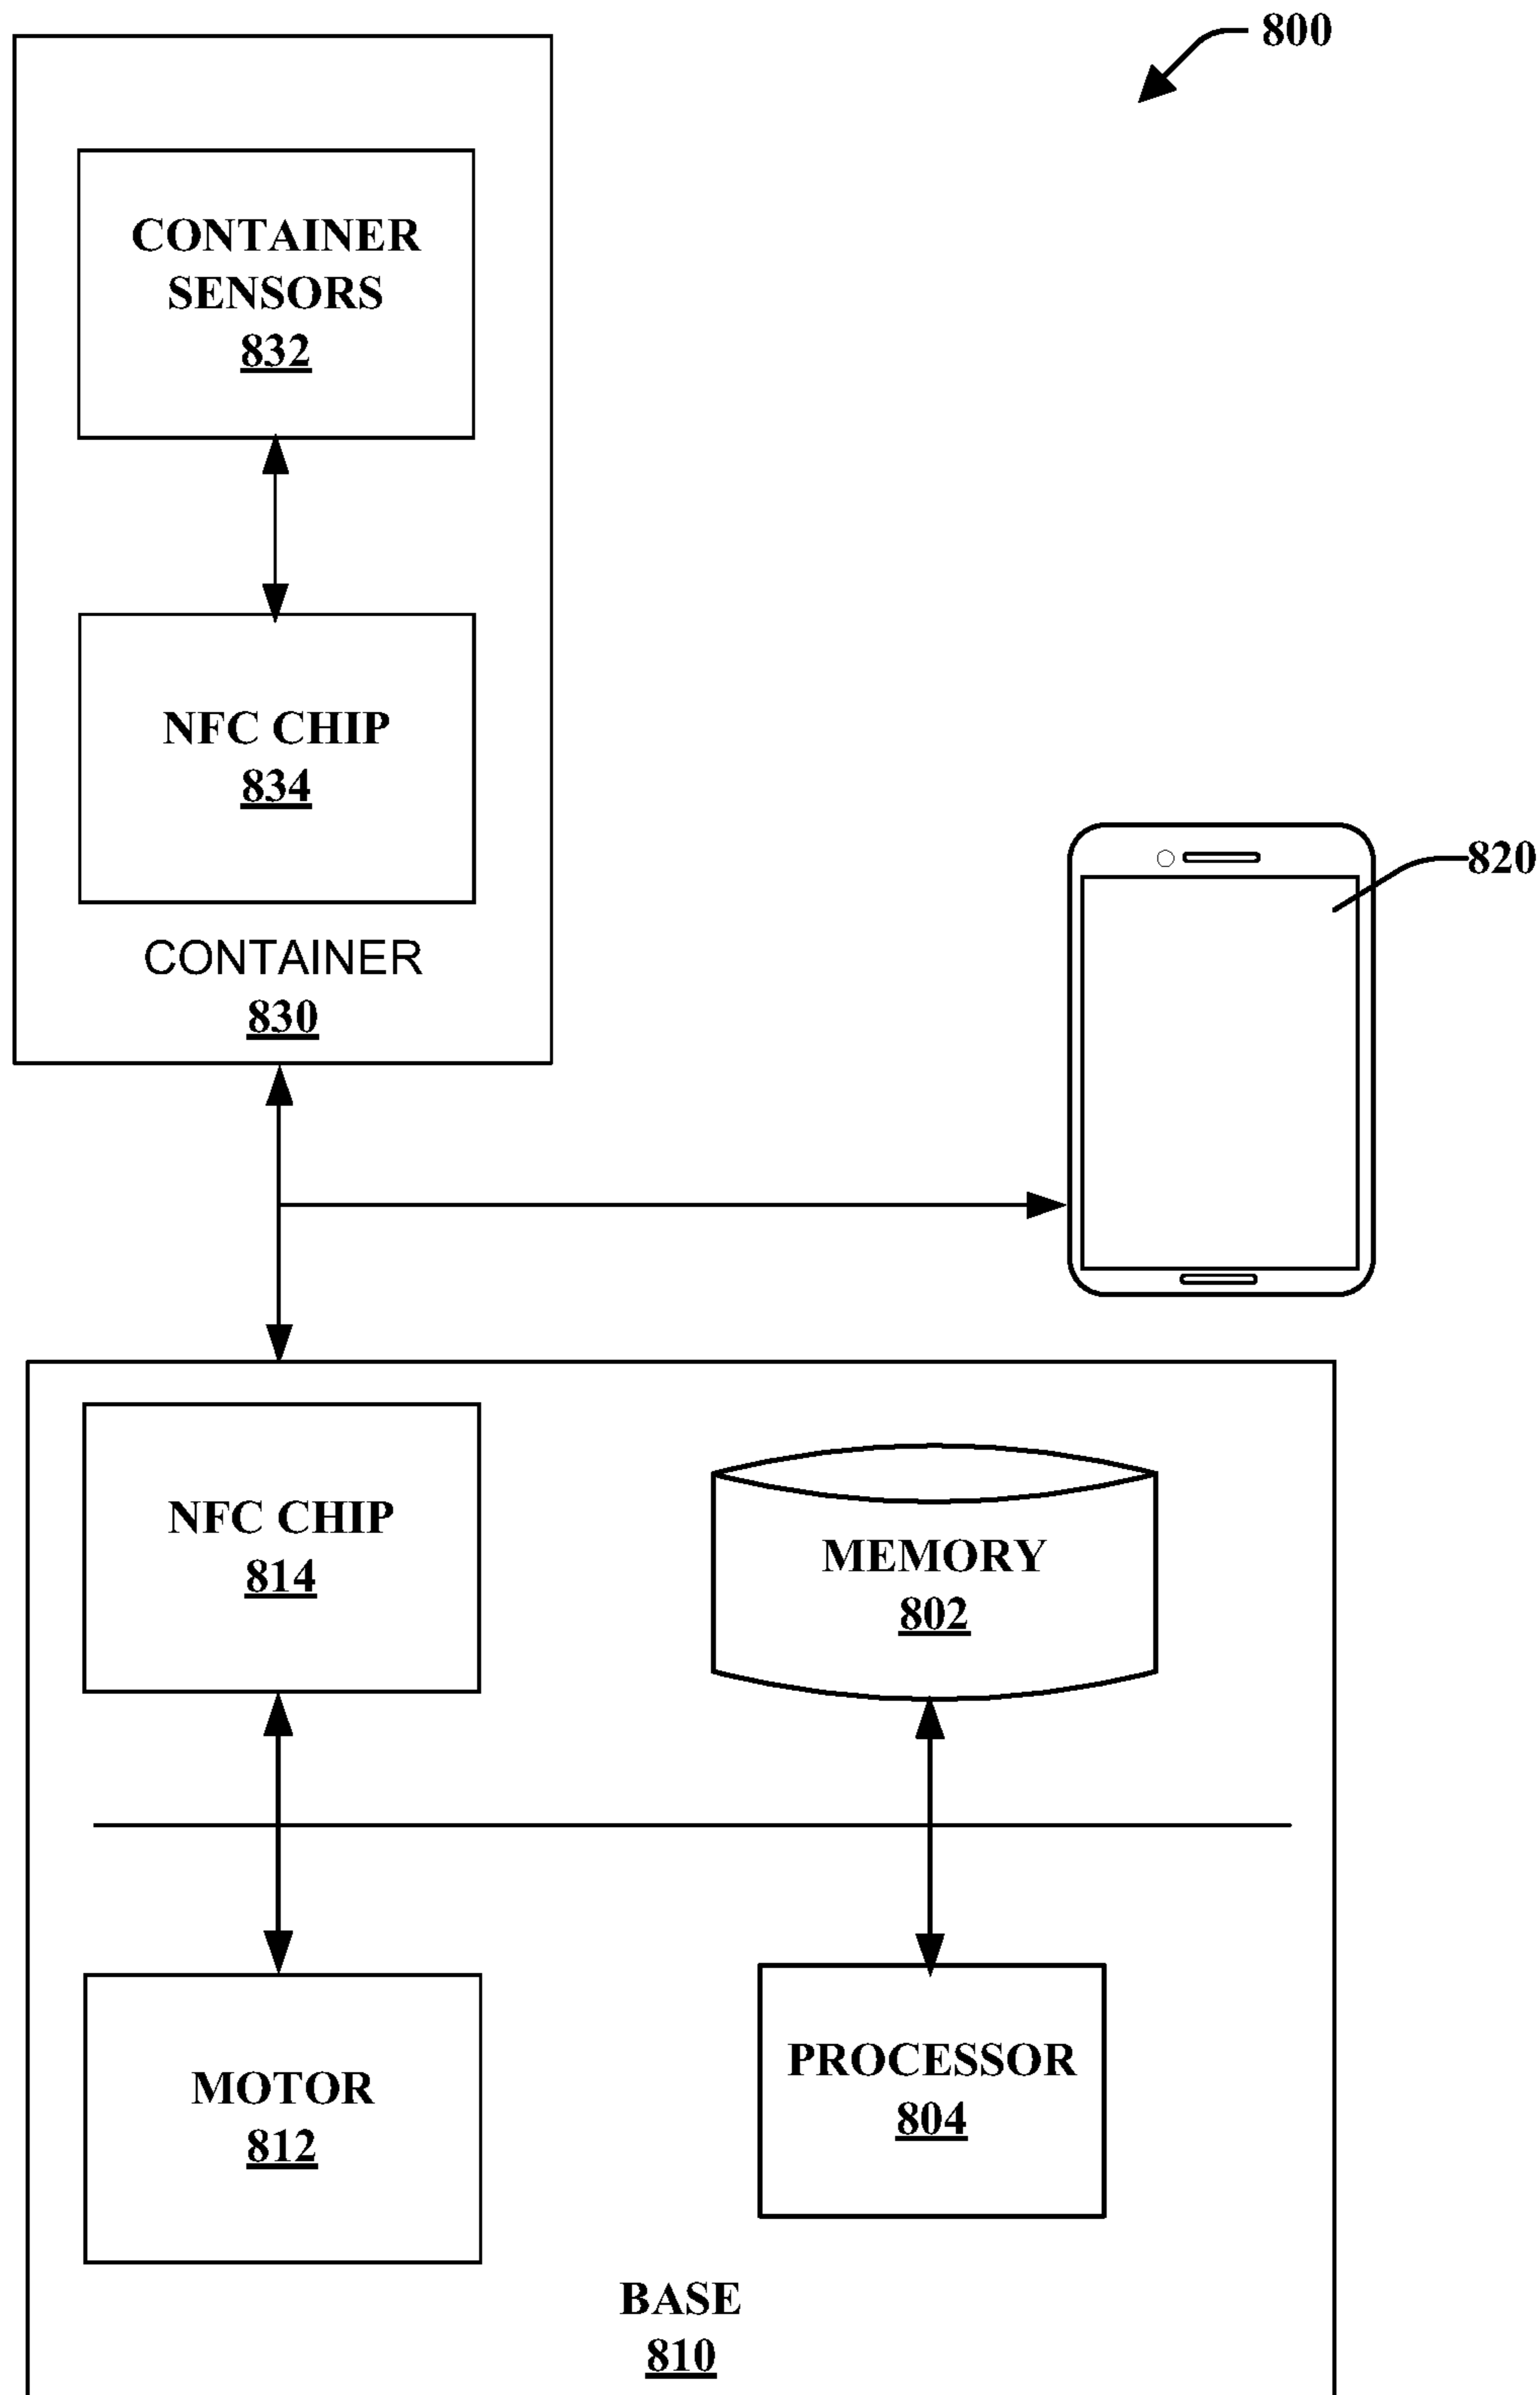 800
CONTAINER
SENSORS
832
NFC CHIP
834
CONTAINER
830
820
NFC CHIP
814
MEMORY
802
MOTOR
812
PROCESSOR
804
BASE
810